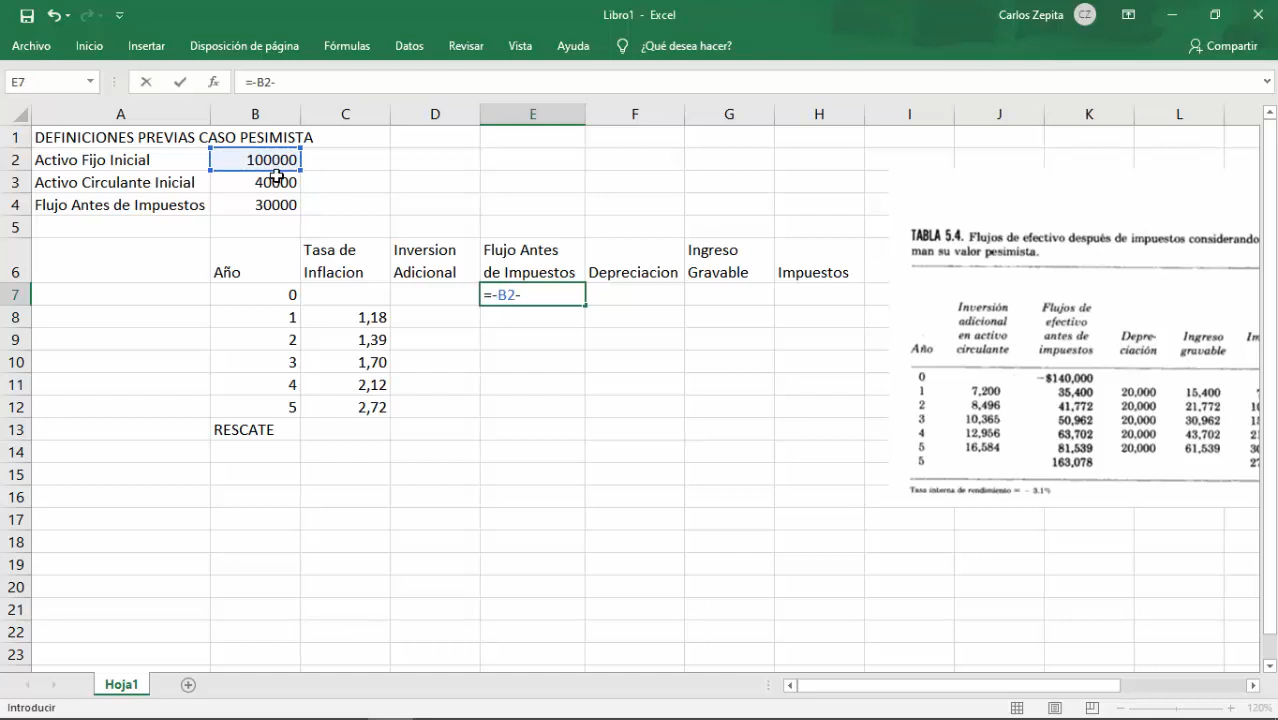 Libro1 - Excel
Carlos Zepita CZ
Archivo Inicio Insertar Disposición de página Fórmulas Datos Revisar Vista Ayuda ¿Qué desea hacer? Compartir
E7 fx =-B2-
A B C D E F G H I J K L
1 DEFINICIONES PREVIAS CASO PESIMISTA
2 Activo Fijo Inicial 100000
3 Activo Circulante Inicial 40000
4 Flujo Antes de Impuestos 30000
5
Tasa de Inversion Flujo Antes Ingreso
6 Año Inflacion Adicional de Impuestos Depreciacion Gravable Impuestos
7 0 =-B2-
8 1 1,18
9 2 1,39
10 3 1,70
11 4 2,12
12 5 2,72
13 RESCATE
14
15
16
17
18
19
20
21
22
23
TABLA 5.4. Flujos de efectivo después de impuestos considerando
man su valor pesimista.
Inversión Flujos de
adicional efectivo
en activo antes de Depre- Ingreso
Año circulante impuestos ciación gravable
0 -$140,000
1 7,200 35,400 20,000 15,400
2 8,496 41,772 20,000 21,772
3 10,365 50,962 20,000 30,962
4 12,956 63,702 20,000 43,702
5 16,584 81,539 20,000 61,539
5 163,078
Tasa interna de rendimiento = - 3.1%
Hoja1
Introducir 120%